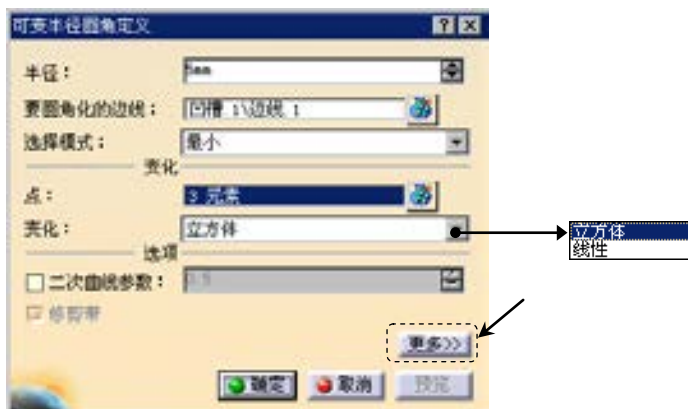 可变半径圆角定义
半径：
5mm
要圆角化的边线：
凹槽 1\边线 1
选择模式：
最小
变化
点：
3 元素
变化：
立方体
立方体
线性
选项
二次曲线参数：
0.5
修剪带
更多>>
确定
取消
预览